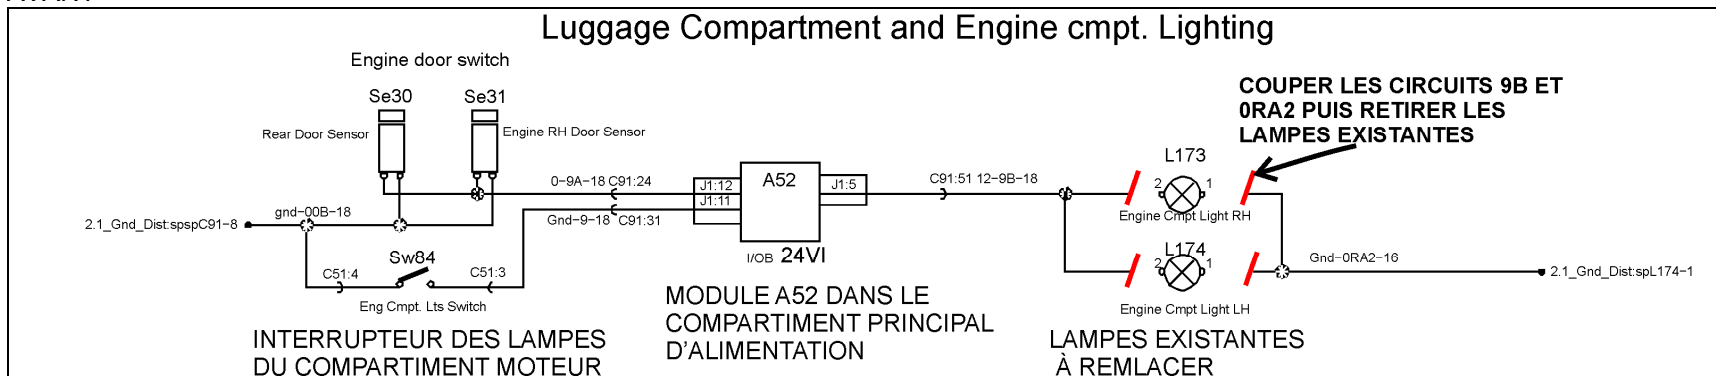 Luggage Compartment and Engine cmpt. Lighting
Engine door switch
Se30
Se31
Rear Door Sensor
Engine RH Door Sensor
COUPER LES CIRCUITS 9B ET
0RA2 PUIS RETIRER LES
LAMPES EXISTANTES
L173
0-9A-18
C91:24
J1:12
A52
J1:5
C91:51
12-9B-18
2
1
J1:11
gnd-00B-18
Gnd-9-18
C91:31
Engine Cmpt Light RH
2.1_Gnd_Dist:spspC91-8
Sw84
I/OB
24VI
L174
2
1
Gnd-0RA2-16
2.1_Gnd_Dist:spL174-1
C51:4
C51:3
Eng Cmpt. Lts Switch
Engine Cmpt Light LH
INTERRUPTEUR DES LAMPES
DU COMPARTIMENT MOTEUR
MODULE A52 DANS LE
COMPARTIMENT PRINCIPAL
D'ALIMENTATION
LAMPES EXISTANTES
À REMLACER